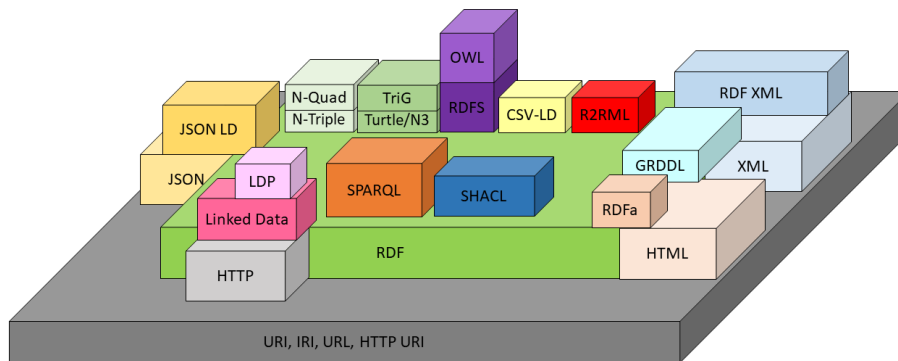 OWL
N-Quad
TriG
RDFS
RDF XML
N-Triple
Turtle/N3
CSV-LD
R2RML
JSON LD
GRDDL
XML
JSON
LDP
SPARQL
SHACL
RDFa
Linked Data
RDF
HTML
HTTP
URI, IRI, URL, HTTP URI